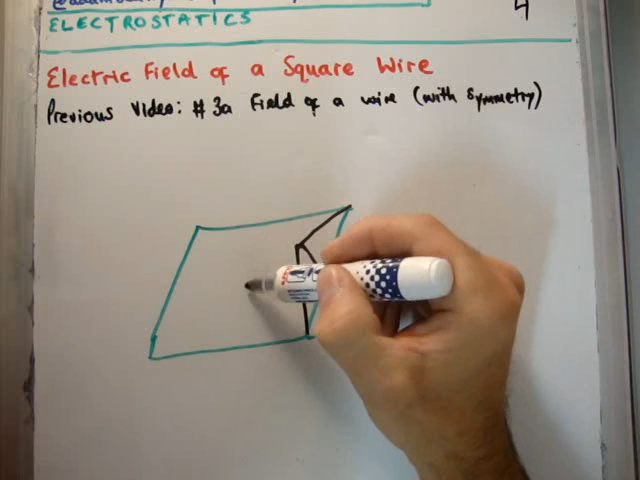 4
ELECTROSTATICS
Electric Field of a Square Wire
Previous Video: # 3a Field of a wire (with symmetry)